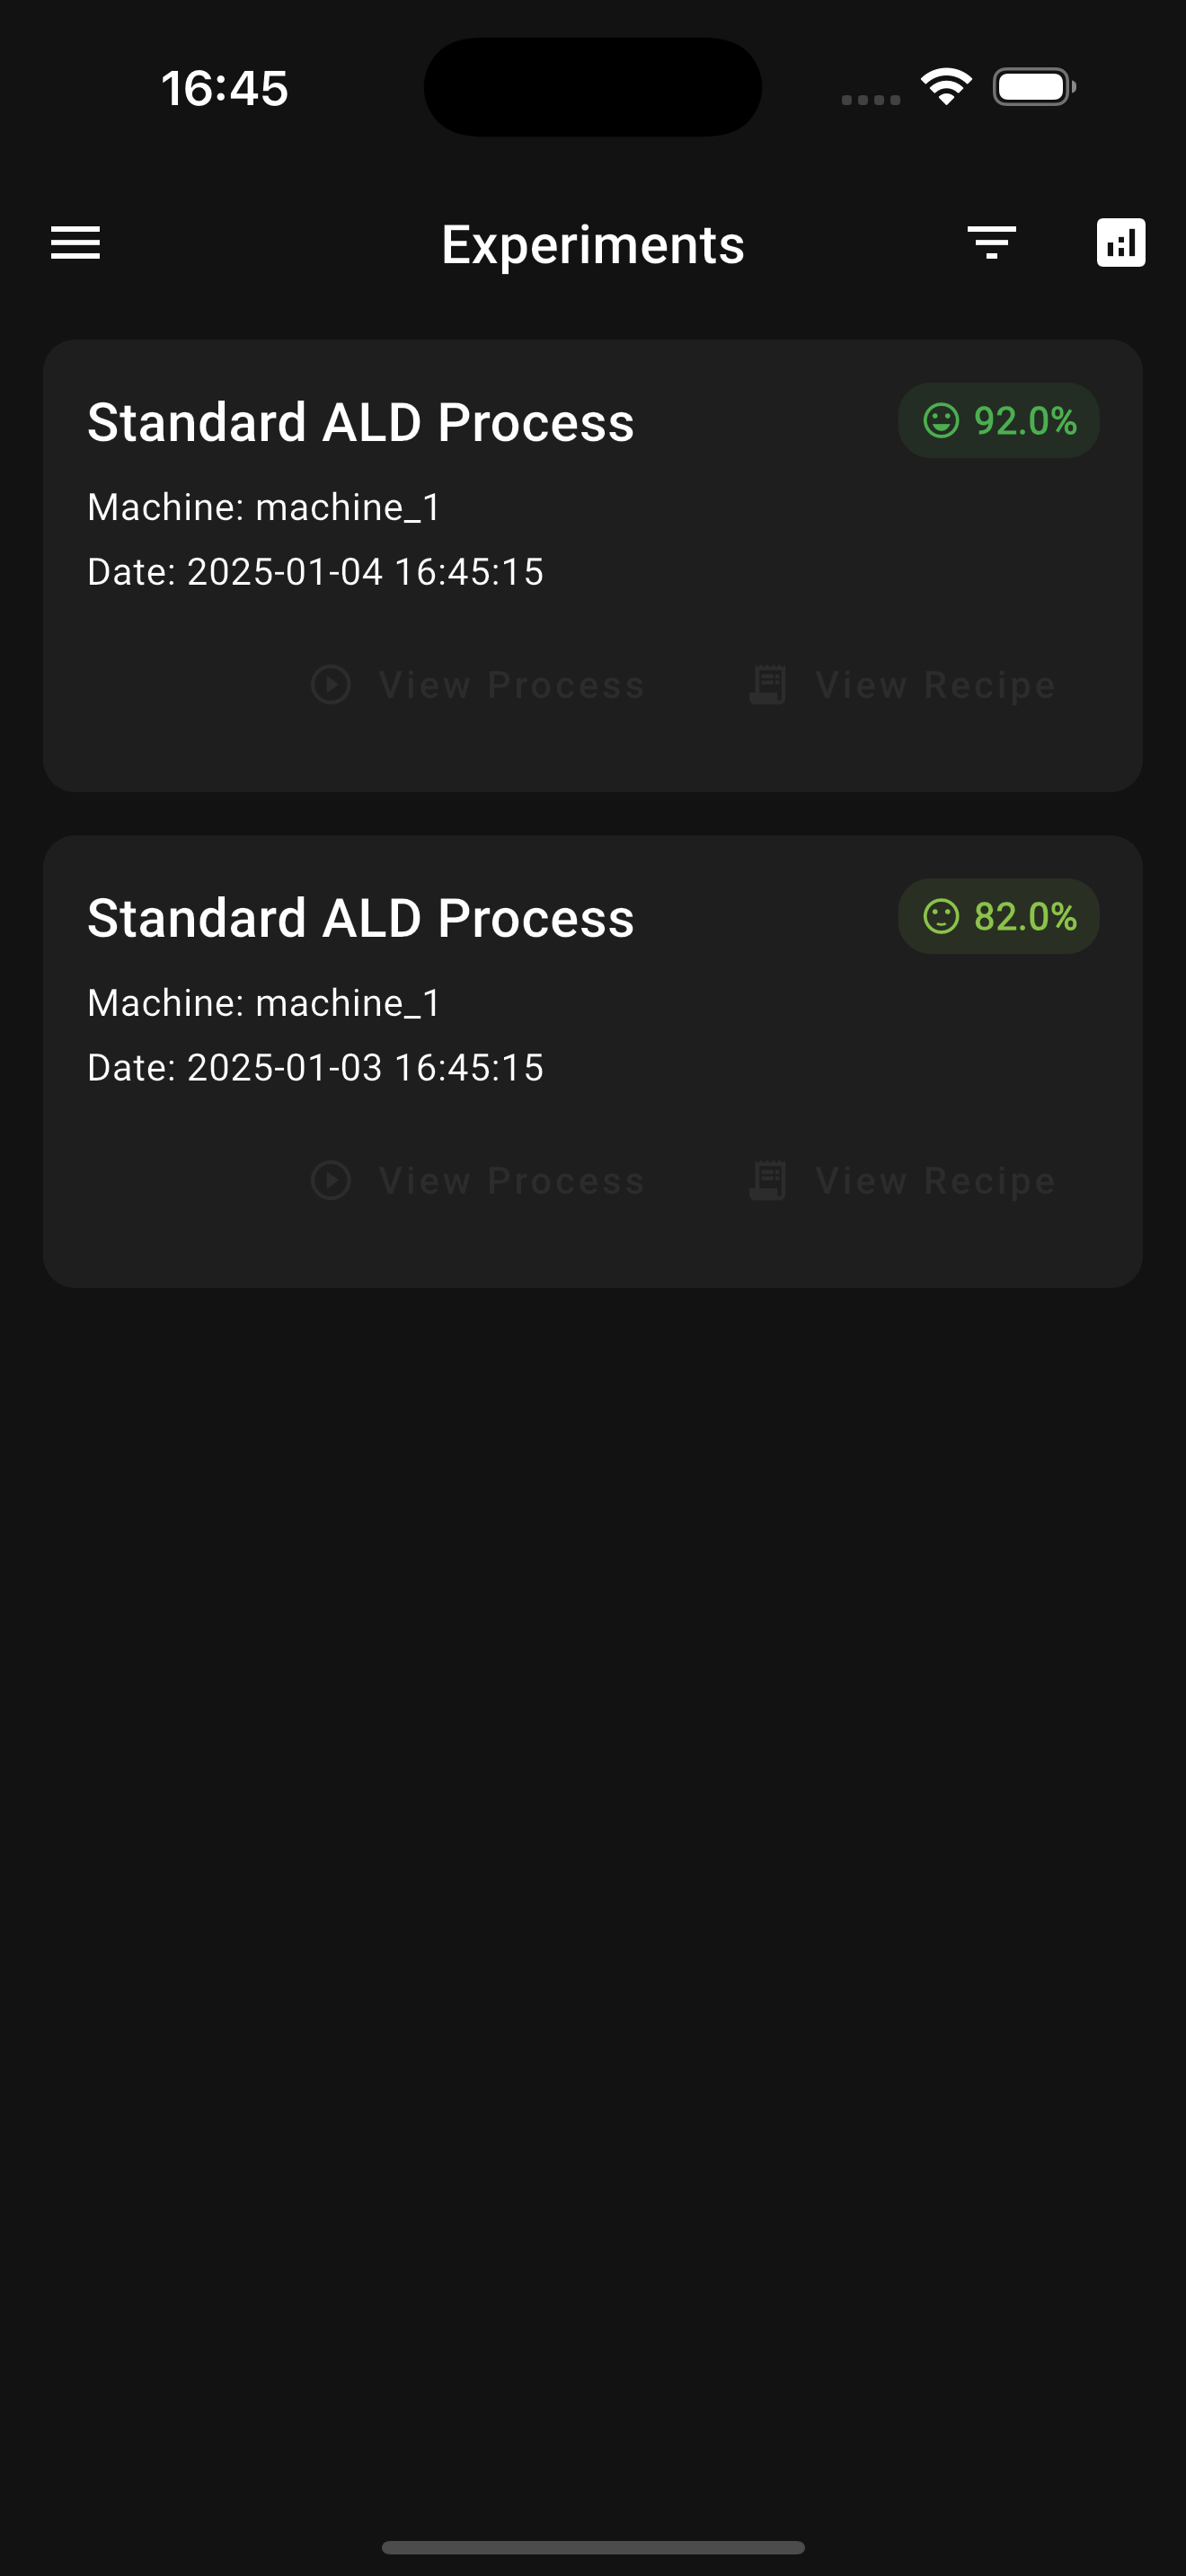 16:45
Experiments
Standard ALD Process
92.0%
Machine: machine_1
Date: 2025-01-04 16:45:15
View Process
View Recipe
Standard ALD Process
82.0%
Machine: machine_1
Date: 2025-01-03 16:45:15
View Process
View Recipe